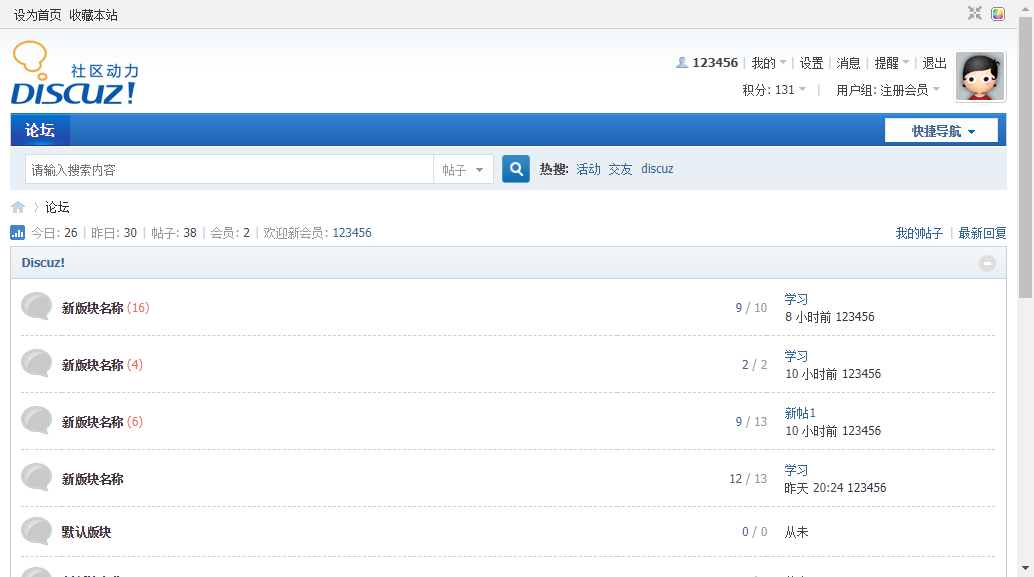 设为首页 收藏本站
社区动力
DISCUZ!
123456 | 我的 | 设置 | 消息 | 提醒 | 退出
积分: 131 | 用户组: 注册会员
论坛
快捷导航
请输入搜索内容 帖子 热搜: 活动 交友 discuz
论坛
今日: 26 | 昨日: 30 | 帖子: 38 | 会员: 2 | 欢迎新会员: 123456
我的帖子 | 最新回复
Discuz!
新版块名称 (16) 9 / 10 学习
8 小时前 123456
新版块名称 (4) 2 / 2 学习
10 小时前 123456
新版块名称 (6) 9 / 13 新帖1
10 小时前 123456
新版块名称 12 / 13 学习
昨天 20:24 123456
默认版块 0 / 0 从未